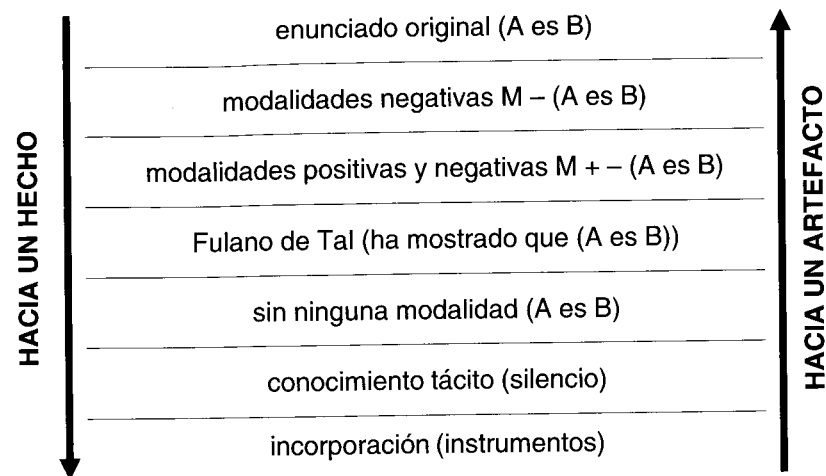 enunciado original (A es B)
modalidades negativas M – (A es B)
modalidades positivas y negativas M + – (A es B)
Fulano de Tal (ha mostrado que (A es B))
sin ninguna modalidad (A es B)
conocimiento tácito (silencio)
incorporación (instrumentos)
HACIA UN HECHO
HACIA UN ARTEFACTO